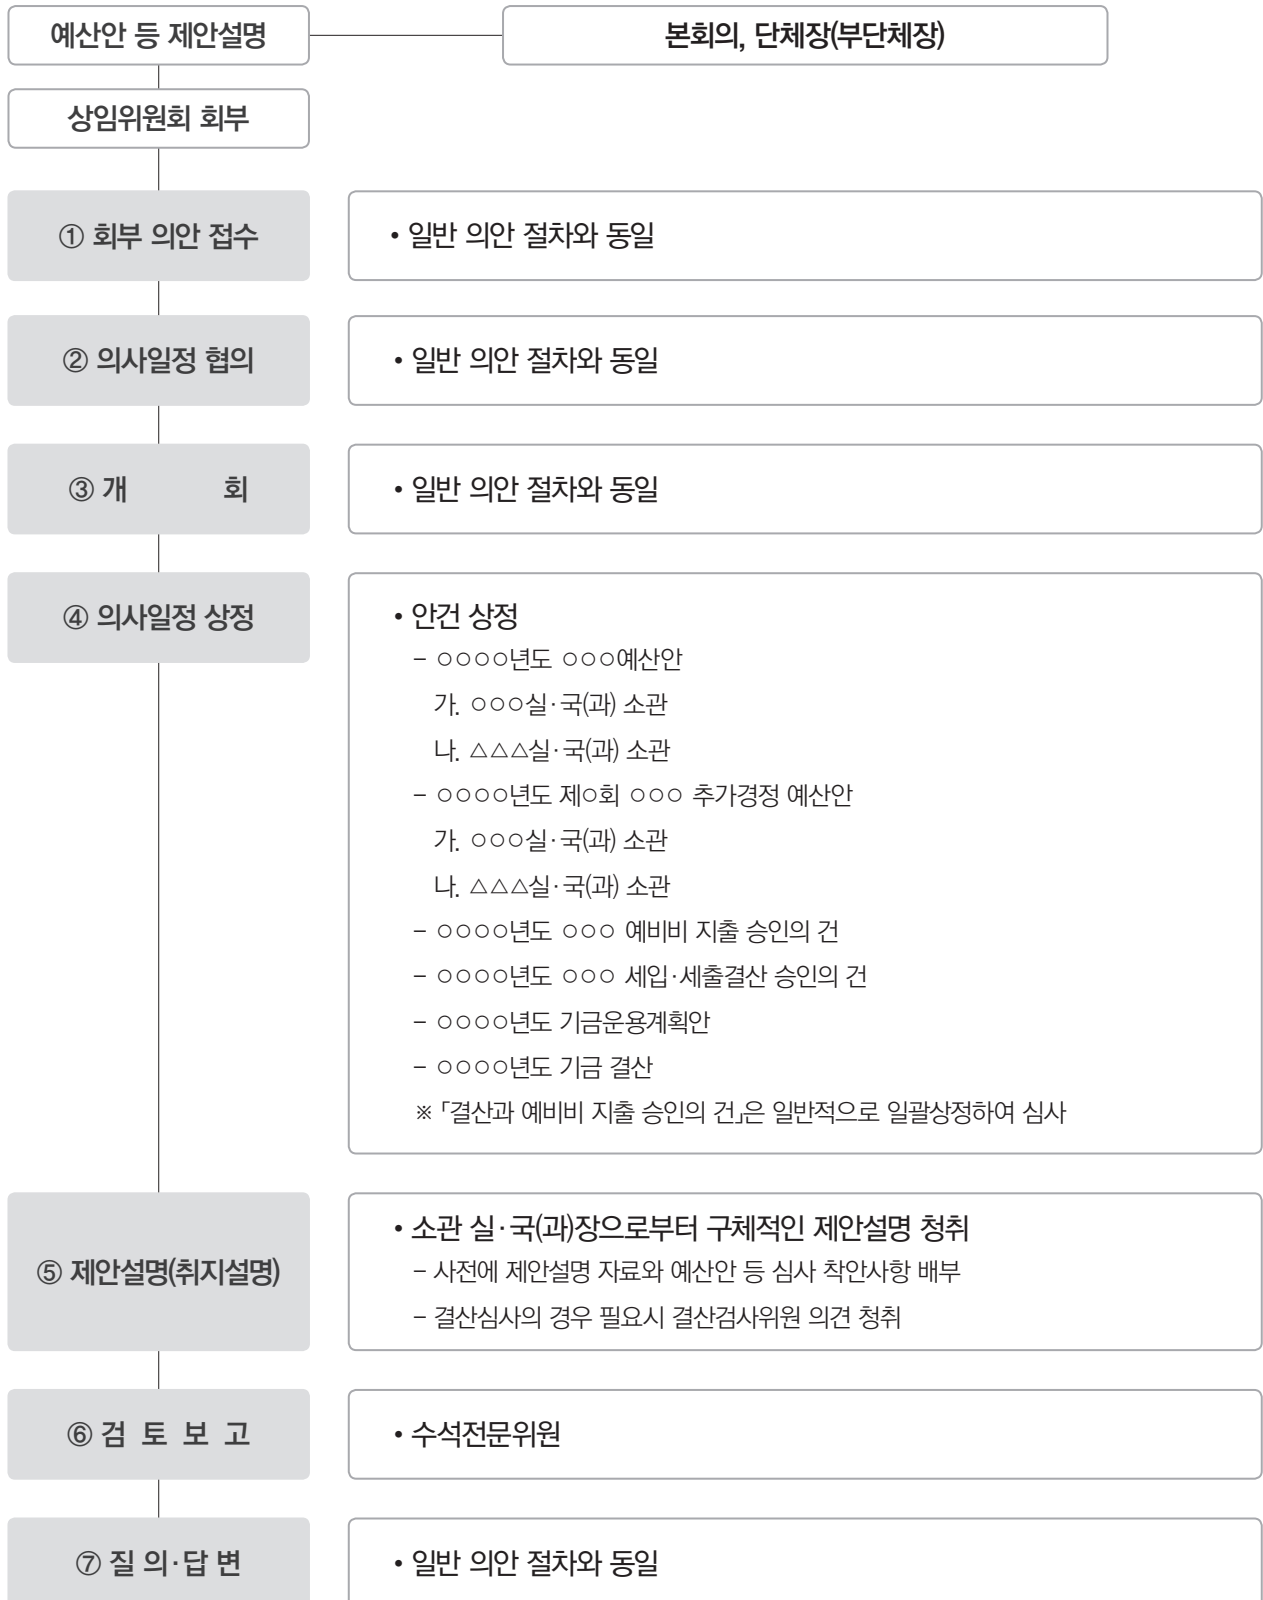 예산안 등 제안설명
본회의, 단체장(부단체장)
상임위원회 회부
① 회부 의안 접수
• 일반 의안 절차와 동일
② 의사일정 협의
• 일반 의안 절차와 동일
③ 개 회
• 일반 의안 절차와 동일
④ 의사일정 상정
• 안건 상정
– ○○○○년도 ○○○예산안
가. ○○○실·국(과) 소관
나. △△△실·국(과) 소관
– ○○○○년도 제○회 ○○○ 추가경정 예산안
가. ○○○실·국(과) 소관
나. △△△실·국(과) 소관
– ○○○○년도 ○○○ 예비비 지출 승인의 건
– ○○○○년도 ○○○ 세입·세출결산 승인의 건
– ○○○○년도 기금운용계획안
– ○○○○년도 기금 결산
※ 「결산과 예비비 지출 승인의 건」은 일반적으로 일괄상정하여 심사
⑤ 제안설명(취지설명)
• 소관 실·국(과)장으로부터 구체적인 제안설명 청취
– 사전에 제안설명 자료와 예산안 등 심사 착안사항 배부
– 결산심사의 경우 필요시 결산검사위원 의견 청취
⑥ 검 토 보 고
• 수석전문위원
⑦ 질 의·답 변
• 일반 의안 절차와 동일